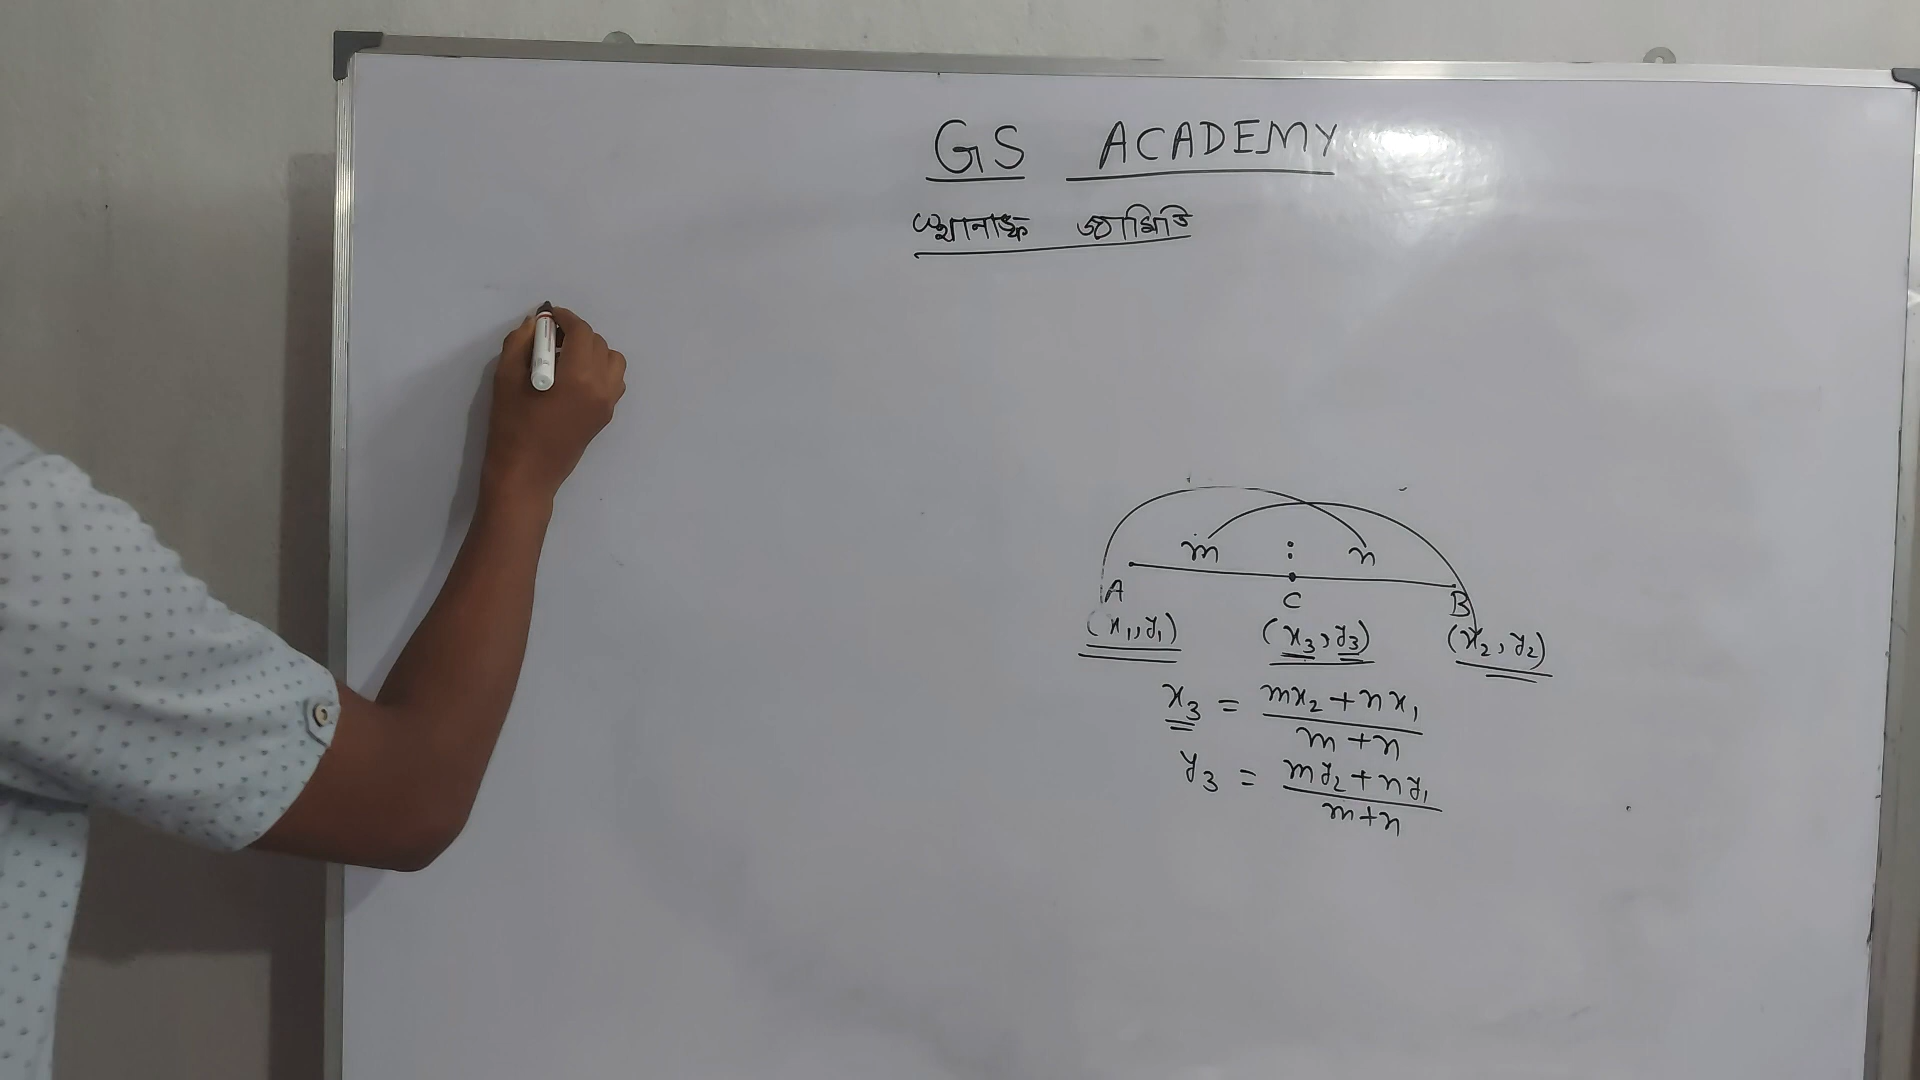 GS ACADEMY
স্থানাঙ্ক জ্যামিতি
m : n
A C B
(x₁, y₁) (x₃, y₃) (x₂, y₂)
x₃ = (mx₂ + nx₁) / (m + n)
y₃ = (my₂ + ny₁) / (m + n)